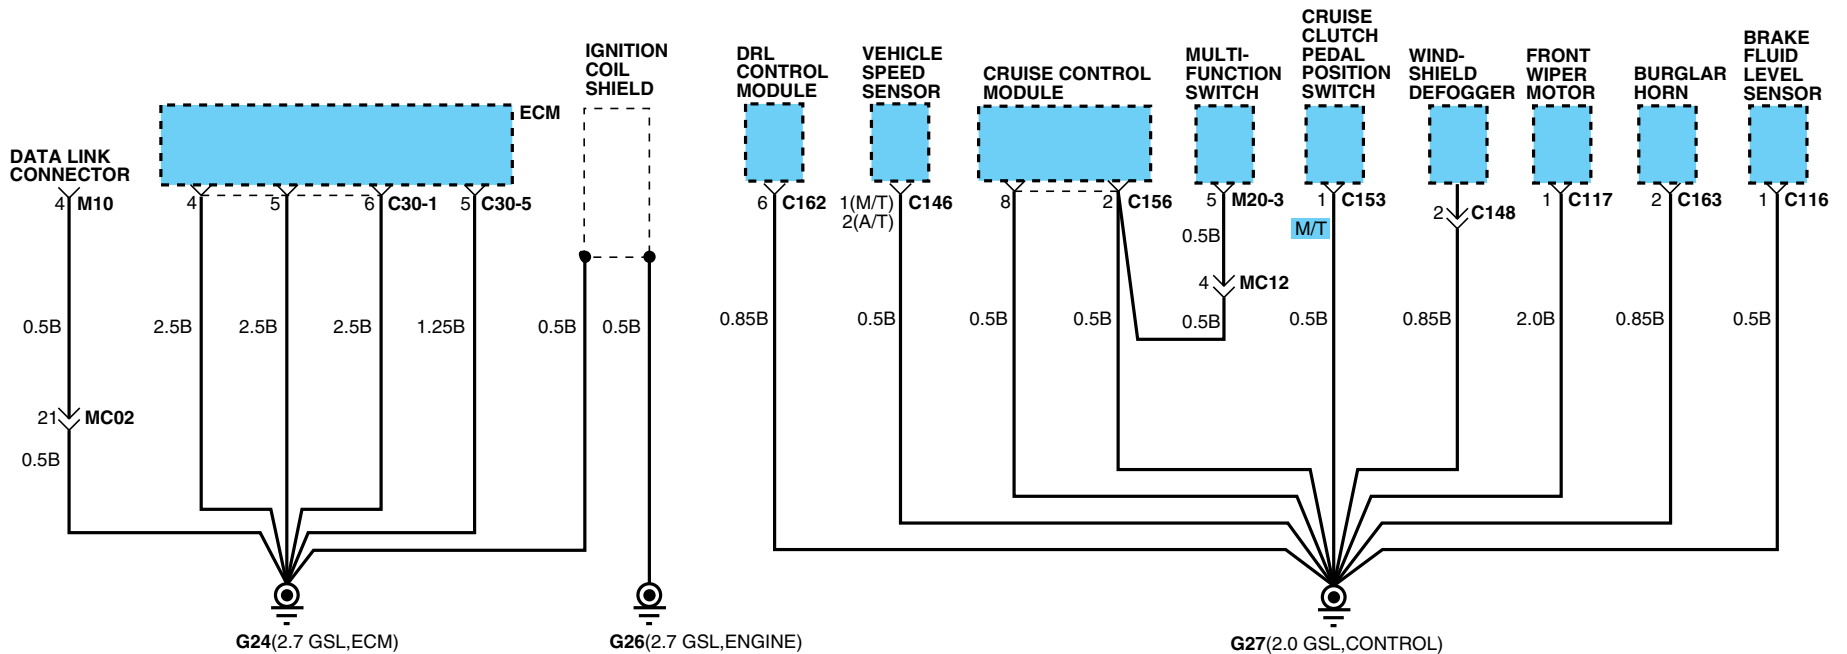 DATA LINK
CONNECTOR
4 M10
0.5B
21 MC02
0.5B
ECM
4
5
6 C30-1
5 C30-5
2.5B
2.5B
2.5B
1.25B
IGNITION
COIL
SHIELD
0.5B
0.5B
G24(2.7 GSL,ECM)
G26(2.7 GSL,ENGINE)
DRL
CONTROL
MODULE
6 C162
0.85B
VEHICLE
SPEED
SENSOR
1(M/T) C146
2(A/T)
0.5B
CRUISE CONTROL
MODULE
8
2 C156
0.5B
0.5B
MULTI-
FUNCTION
SWITCH
5 M20-3
0.5B
4 MC12
0.5B
CRUISE
CLUTCH
PEDAL
POSITION
SWITCH
1 C153
M/T
0.5B
WIND-
SHIELD
DEFOGGER
2 C148
0.85B
FRONT
WIPER
MOTOR
1 C117
2.0B
BURGLAR
HORN
2 C163
0.85B
BRAKE
FLUID
LEVEL
SENSOR
1 C116
0.5B
G27(2.0 GSL,CONTROL)